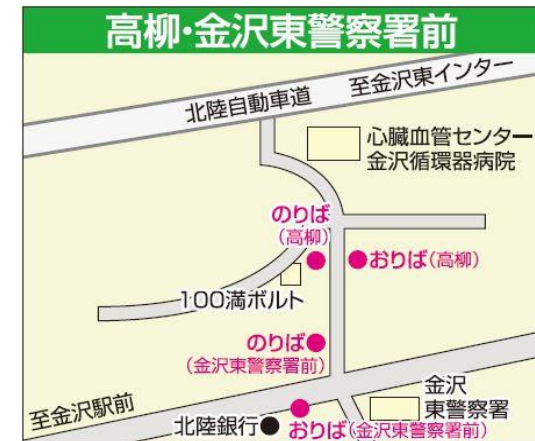 高柳・金沢東警察署前
北陸自動車道
至金沢東インター
心臓血管センター
金沢循環器病院
のりば
(高柳)
おりば(高柳)
100満ボルト
のりば
(金沢東警察署前)
金沢
東警察署
至金沢駅前
北陸銀行
おりば(金沢東警察署前)